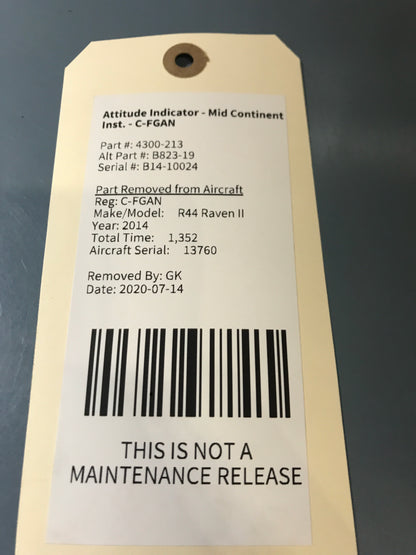 Attitude Indicator - Mid Continent
Inst. - C-FGAN
Part #: 4300-213
Alt Part #: B823-19
Serial #: B14-10024
Part Removed from Aircraft
Reg: C-FGAN
Make/Model: R44 Raven II
Year: 2014
Total Time: 1,352
Aircraft Serial: 13760
Removed By: GK
Date: 2020-07-14
THIS IS NOT A
MAINTENANCE RELEASE